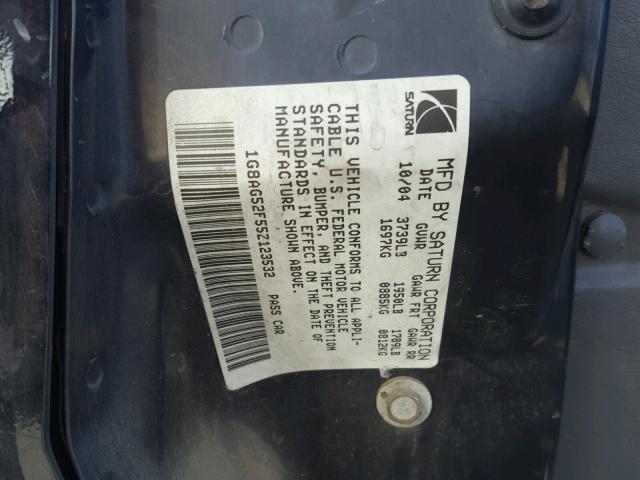 SATURN
MFD BY SATURN CORPORATION
DATE GVWR GAWR FRT GAWR RR
10/04 3739LB 1950LB 1789LB
1697KG 0885KG 0812KG
THIS VEHICLE CONFORMS TO ALL APPLI-
CABLE U.S. FEDERAL MOTOR VEHICLE
SAFETY, BUMPER, AND THEFT PREVENTION
STANDARDS IN EFFECT ON THE DATE OF
MANUFACTURE SHOWN ABOVE.
1G8AG52F55Z123532 PASS CAR